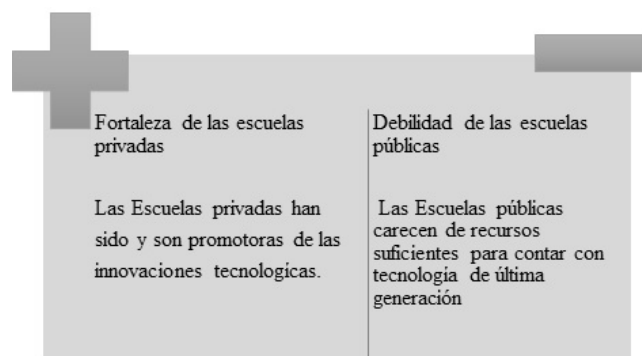 Fortaleza de las escuelas
privadas
Las Escuelas privadas han
sido y son promotoras de las
innovaciones tecnologicas.
Debilidad de las escuelas
públicas
Las Escuelas públicas
carecen de recursos
suficientes para contar con
tecnología de última
generación